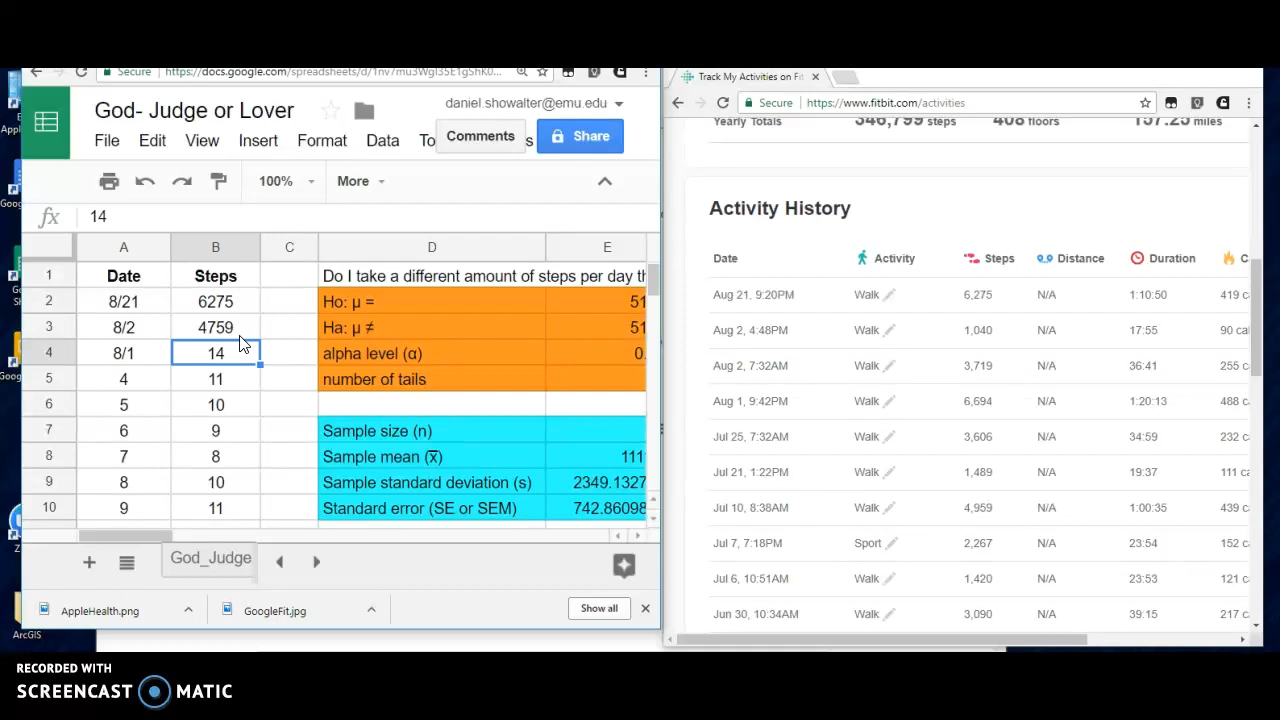 Secure https://docs.google.com/spreadsheets/d/1nv7mu3WgI35E1gShK0...
God- Judge or Lover
daniel.showalter@emu.edu
File Edit View Insert Format Data To Comments s Share
100% More
fx 14
A B C D E
1 Date Steps Do I take a different amount of steps per day th
2 8/21 6275 Ho: μ = 51
3 8/2 4759 Ha: μ ≠ 51
4 8/1 14 alpha level (α) 0.
5 4 11 number of tails
6 5 10
7 6 9 Sample size (n)
8 7 8 Sample mean (x̅) 111
9 8 10 Sample standard deviation (s) 2349.1327
10 9 11 Standard error (SE or SEM) 742.86098
God_Judge
AppleHealth.png GoogleFit.jpg Show all
ArcGIS
Track My Activities on Fit
Secure https://www.fitbit.com/activities
Yearly Totals 346,799 steps 408 floors 157.25 miles
Activity History
Date Activity Steps Distance Duration C
Aug 21, 9:20PM Walk 6,275 N/A 1:10:50 419 ca
Aug 2, 4:48PM Walk 1,040 N/A 17:55 90 cal
Aug 2, 7:32AM Walk 3,719 N/A 36:41 255 c
Aug 1, 9:42PM Walk 6,694 N/A 1:20:13 488 c
Jul 25, 7:32AM Walk 3,606 N/A 34:59 232 c
Jul 21, 1:22PM Walk 1,489 N/A 19:37 111 c
Jul 10, 8:38AM Walk 4,959 N/A 1:00:35 439 c
Jul 7, 7:18PM Sport 2,267 N/A 23:54 152 c
Jul 6, 10:51AM Walk 1,420 N/A 23:53 121 c
Jun 30, 10:34AM Walk 3,090 N/A 39:15 217 c
RECORDED WITH
SCREENCAST MATIC